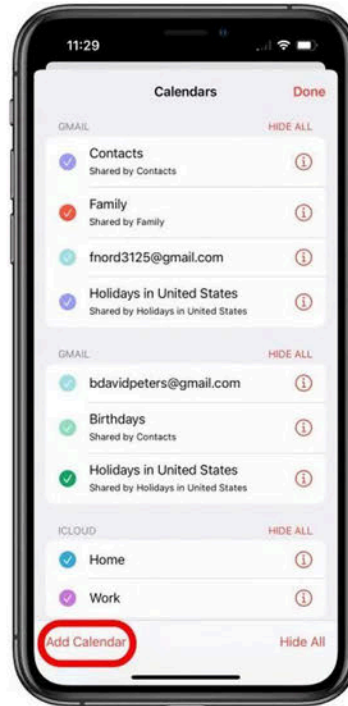 11:29
Calendars
Done
GMAIL
HIDE ALL
Contacts
Shared by Contacts
Family
Shared by Family
fnord3125@gmail.com
Holidays in United States
Shared by Holidays in United States
GMAIL
HIDE ALL
bdavidpeters@gmail.com
Birthdays
Shared by Contacts
Holidays in United States
Shared by Holidays in United States
ICLOUD
HIDE ALL
Home
Work
Add Calendar
Hide All